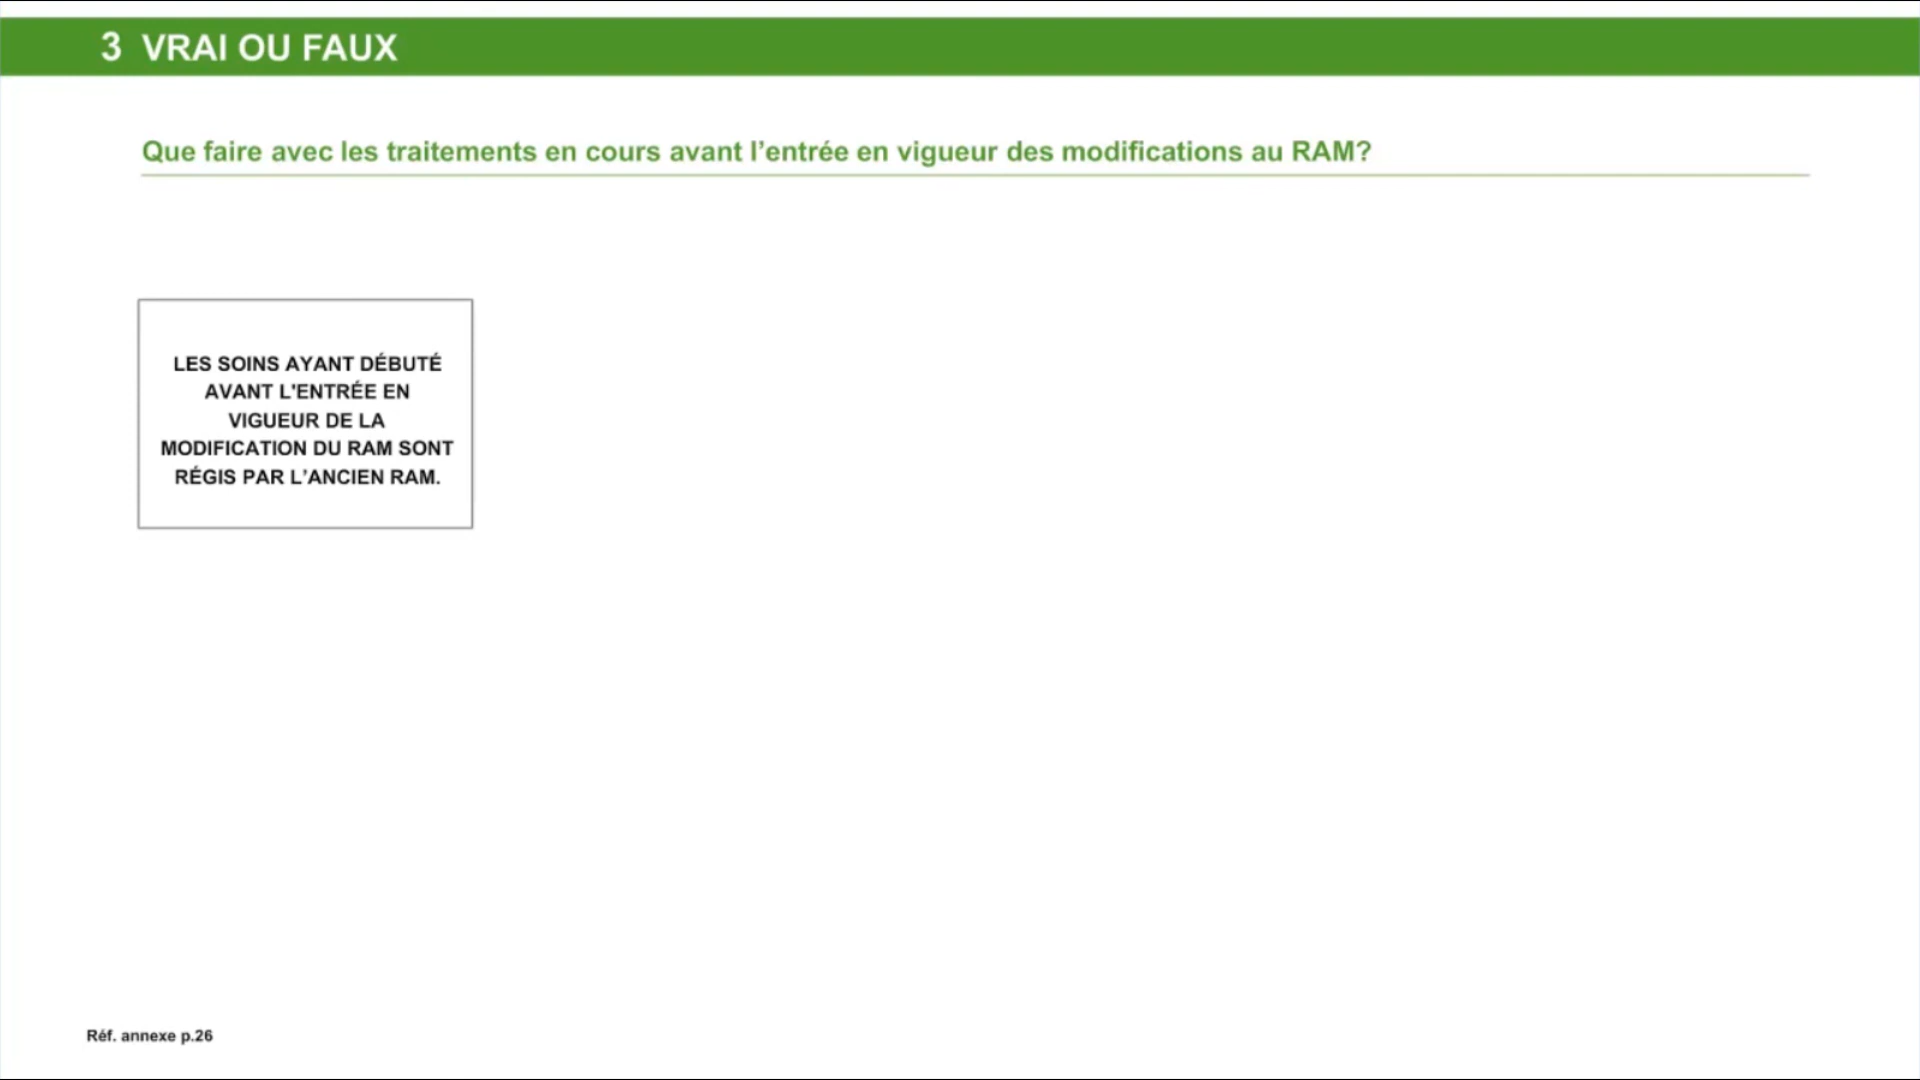 3 VRAI OU FAUX
Que faire avec les traitements en cours avant l’entrée en vigueur des modifications au RAM?
LES SOINS AYANT DÉBUTÉ
AVANT L'ENTRÉE EN
VIGUEUR DE LA
MODIFICATION DU RAM SONT
RÉGIS PAR L’ANCIEN RAM.
Réf. annexe p.26